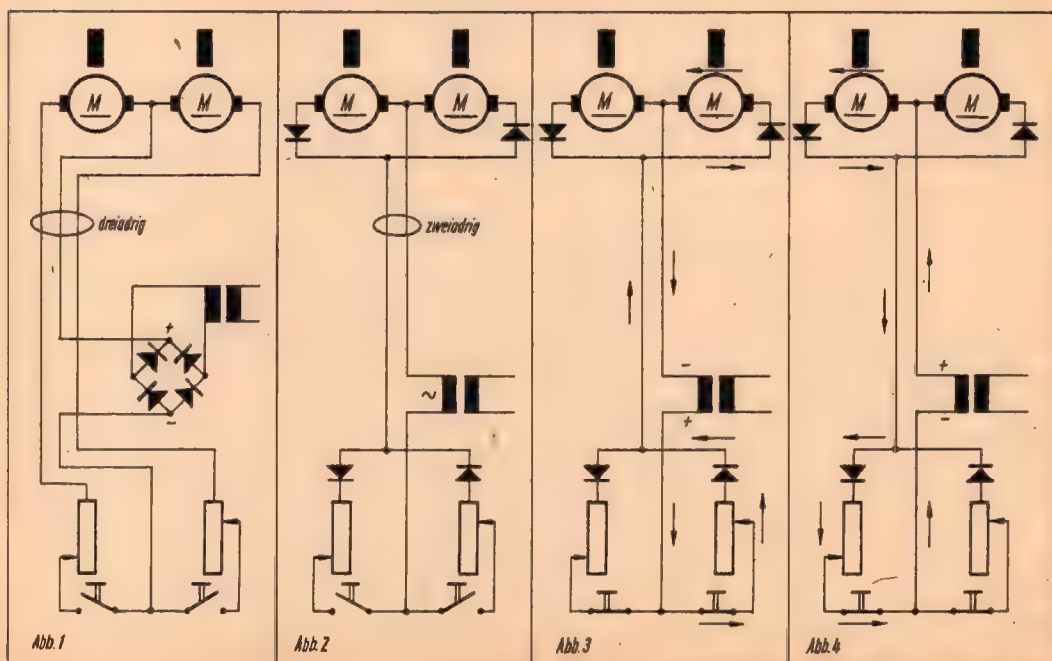 M M
dreiadrig
+
-
Abb. 1
M M
zweiadrig
~
Abb. 2
M M
-
+
Abb. 3
M M
+
-
Abb. 4